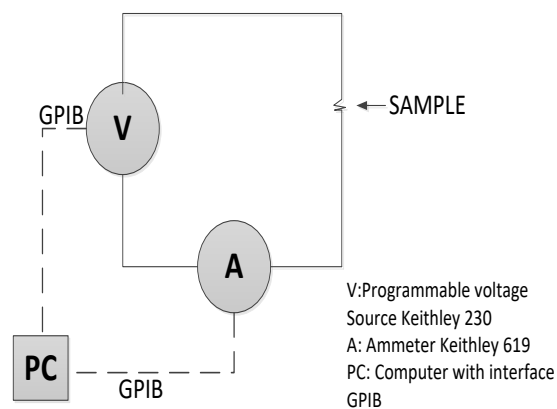 GPIB
V
SAMPLE
A
V:Programmable voltage
Source Keithley 230
A: Ammeter Keithley 619
PC: Computer with interface
GPIB
PC
GPIB